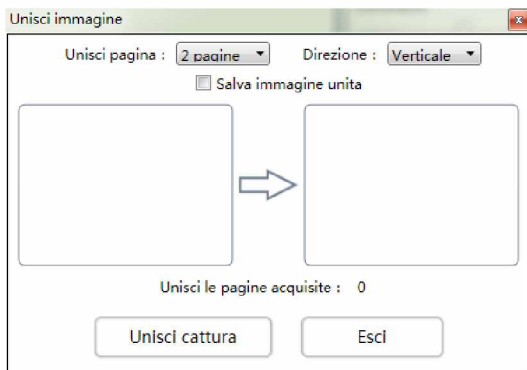 Unisci immagine
Unisci pagina : 2 pagine Direzione : Verticale
Salva immagine unita
Unisci le pagine acquisite : 0
Unisci cattura Esci